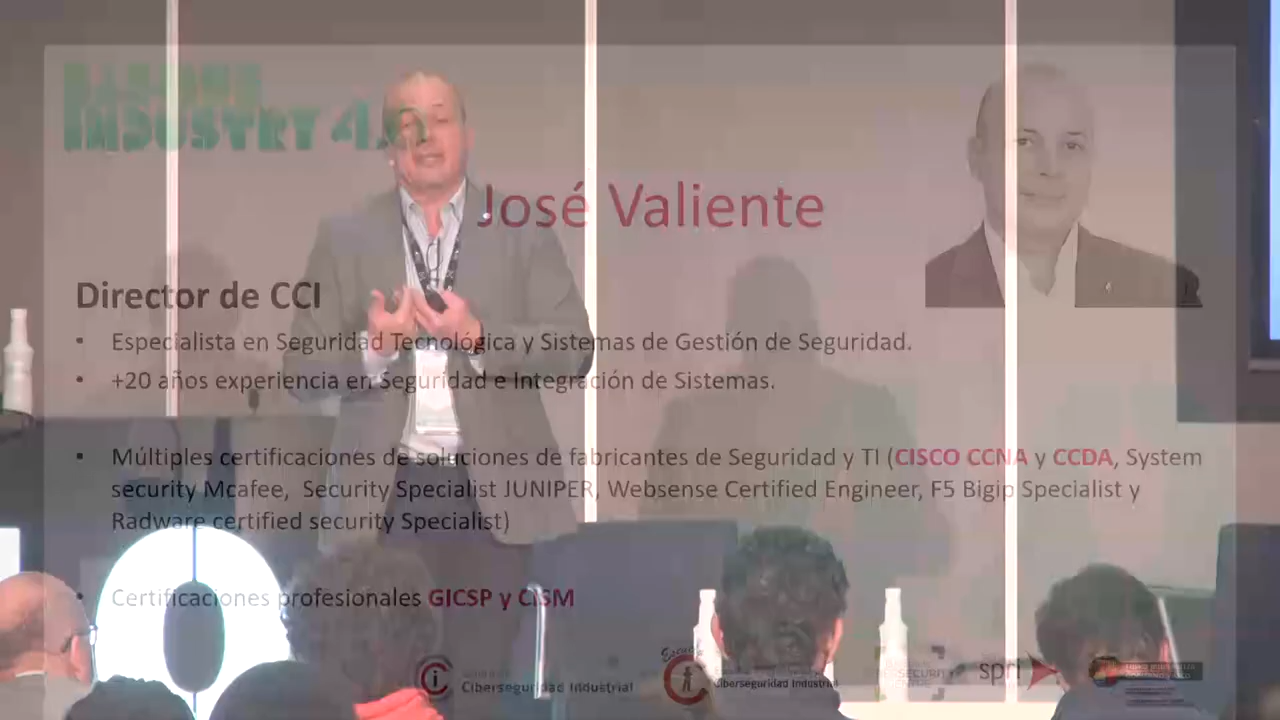 BASQUE
INDUSTRY 4.0
José Valiente
Director de CCI
• Especialista en Seguridad Tecnológica y Sistemas de Gestión de Seguridad.
• +20 años experiencia en Seguridad e Integración de Sistemas.
• Múltiples certificaciones de soluciones de fabricantes de Seguridad y TI (CISCO CCNA y CCDA, System
security Mcafee, Security Specialist JUNIPER, Websense Certified Engineer, F5 Bigip Specialist y
Radware certified security Specialist)
• Certificaciones profesionales GICSP y CISM
Ciberseguridad Industrial
Escuela
Ciberseguridad Industrial
spri